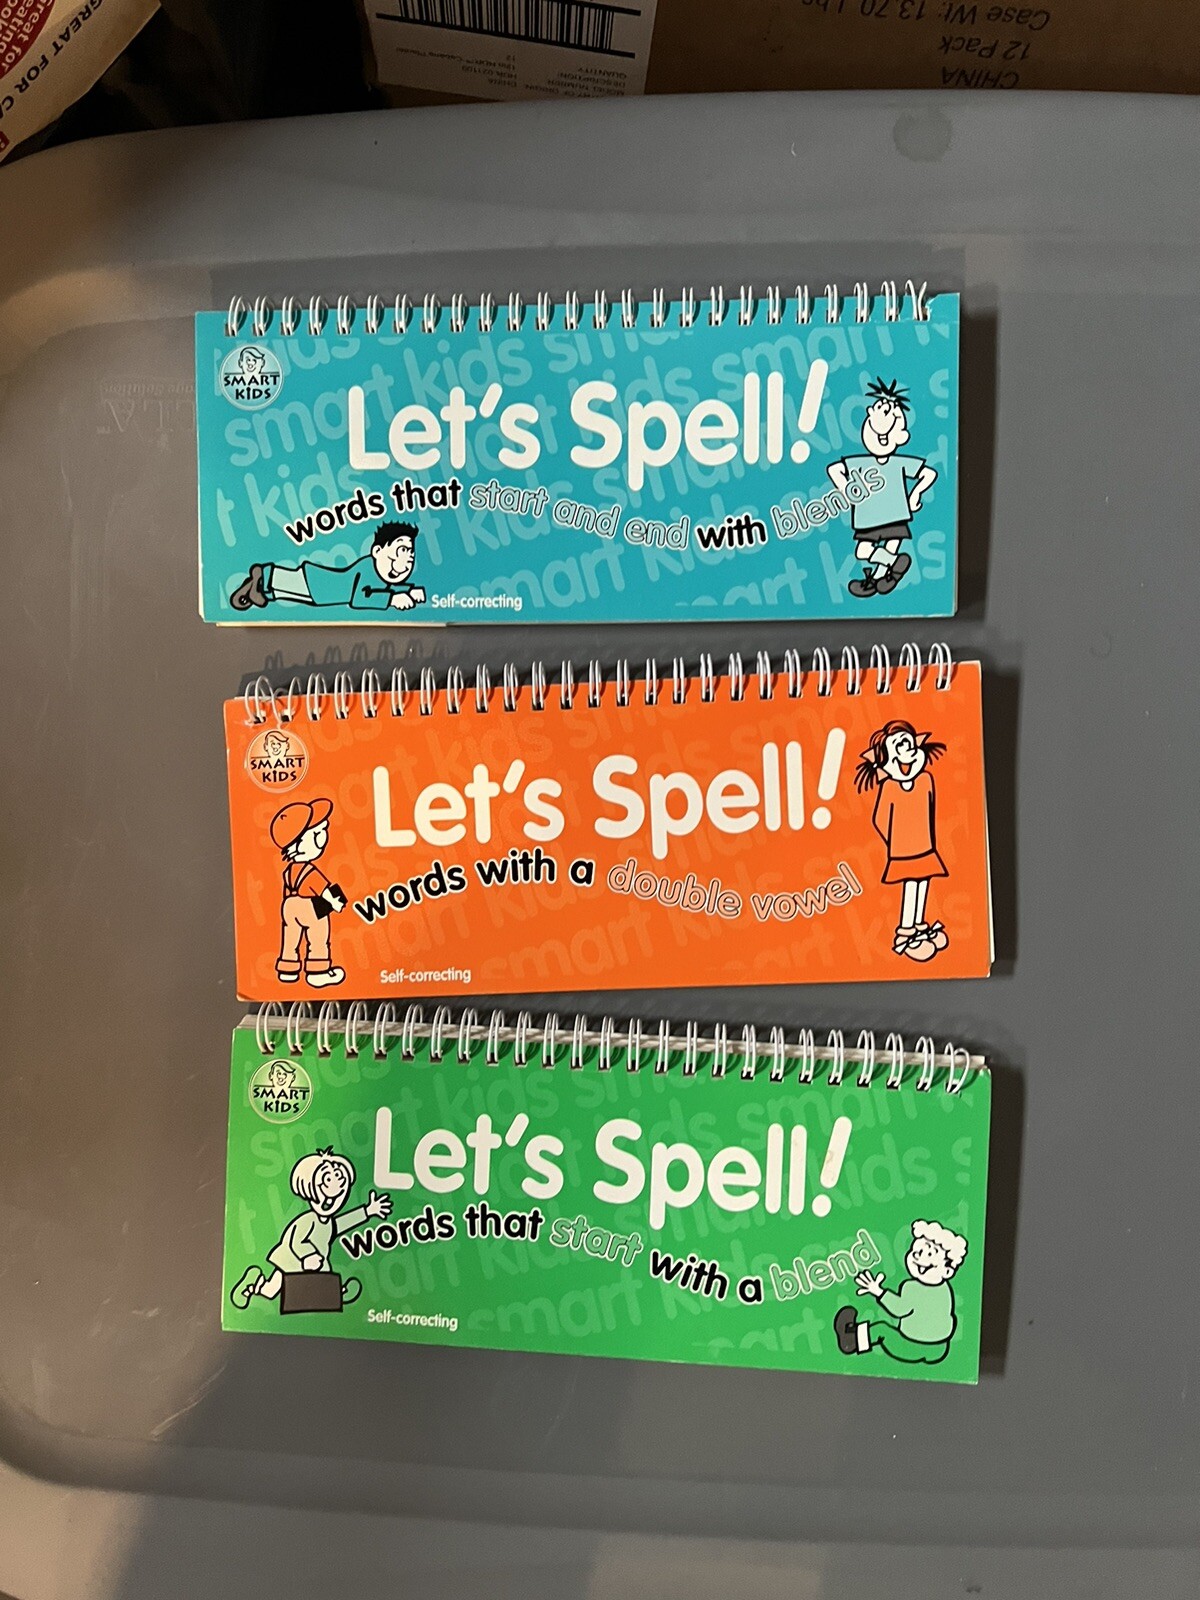 GREAT FOR
Case Wt: 13.70 Lbs
12 Pack
CHINA
SMART
KIDS
Let's Spell!
words that start and end with blends
Self-correcting
SMART
KIDS
Let's Spell!
words with a double vowel
Self-correcting
SMART
KIDS
Let's Spell!
words that start with a blend
Self-correcting